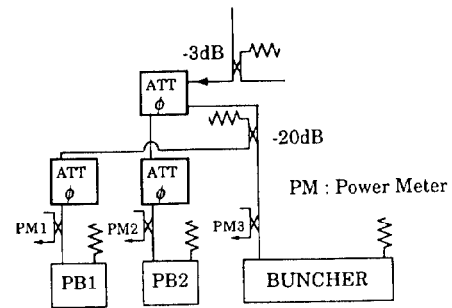 -3dB
ATT
ϕ
-20dB
ATT
ϕ
ATT
ϕ
PM : Power Meter
PM1
PM2
PM3
PB1
PB2
BUNCHER